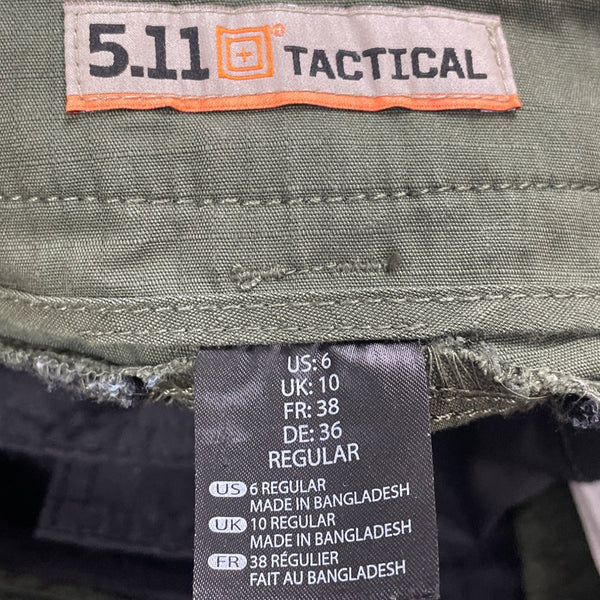 5.11® TACTICAL
US: 6
UK: 10
FR: 38
DE: 36
REGULAR
US 6 REGULAR
MADE IN BANGLADESH
UK 10 REGULAR
MADE IN BANGLADESH
FR 38 RÉGULIER
FAIT AU BANGLADESH